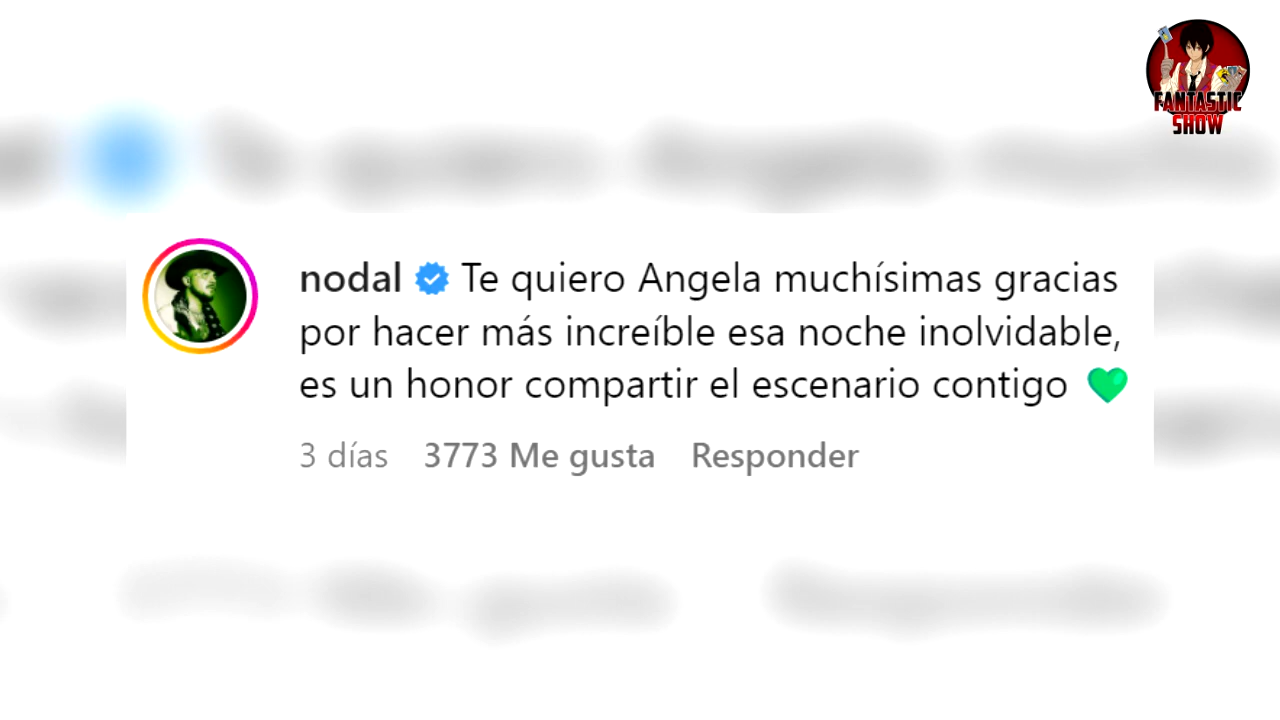 FANTASTIC
SHOW
nodal Te quiero Angela muchísimas gracias
por hacer más increíble esa noche inolvidable,
es un honor compartir el escenario contigo 💚
3 días 3773 Me gusta Responder